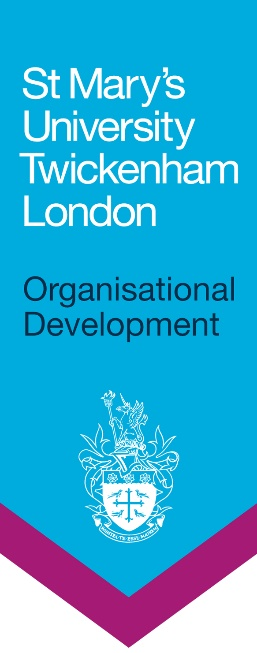 St Mary's
University
Twickenham
London
Organisational
Development